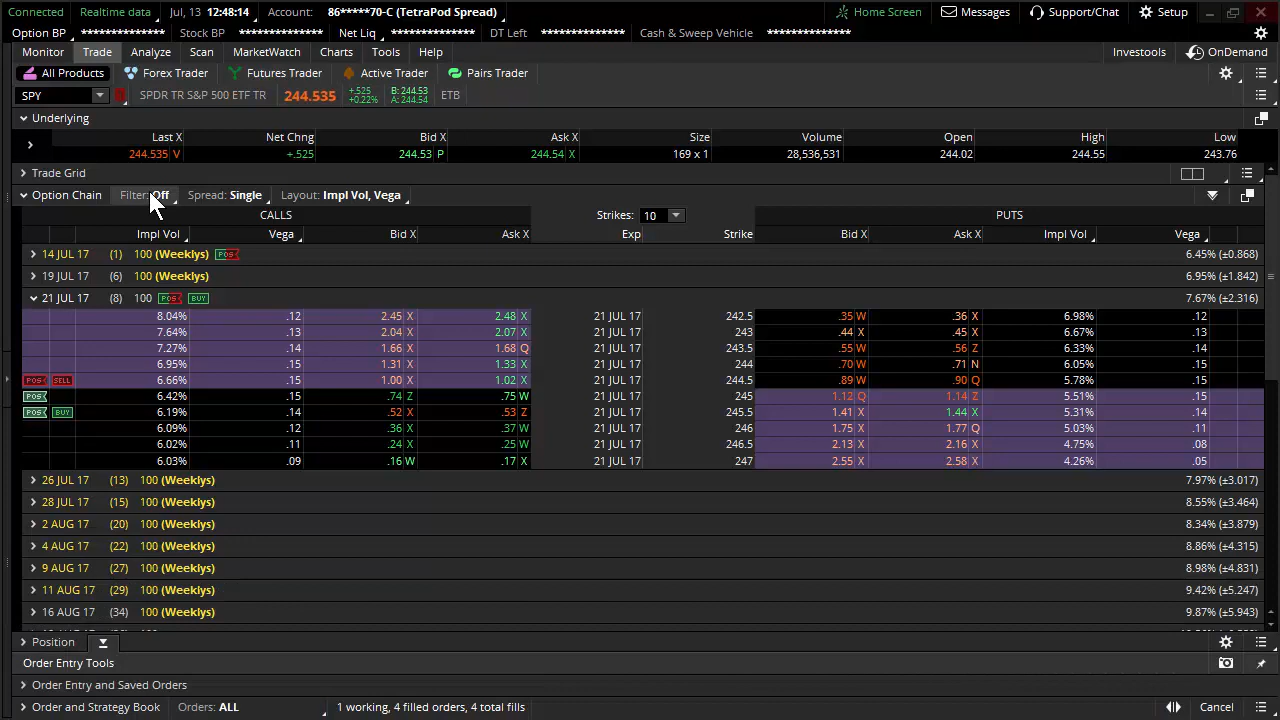 Connected Realtime data Jul, 13 12:48:14 Account: 86*****70-C (TetraPod Spread) Home Screen Messages Support/Chat Setup
Option BP ************** Stock BP ************** Net Liq ************** DT Left ************** Cash & Sweep Vehicle **************
Monitor Trade Analyze Scan MarketWatch Charts Tools Help Investools OnDemand
All Products Forex Trader Futures Trader Active Trader Pairs Trader
SPY SPDR TR S&P 500 ETF TR 244.535 +.525 +0.22% B: 244.53 A: 244.54 ETB
Underlying
Last X Net Chng Bid X Ask X Size Volume Open High Low
244.535 V +.525 244.53 P 244.54 X 169 x 1 28,536,531 244.02 244.55 243.76
Trade Grid
Option Chain Filter: Off Spread: Single Layout: Impl Vol, Vega
CALLS Strikes: 10 PUTS
Impl Vol Vega Bid X Ask X Exp Strike Bid X Ask X Impl Vol Vega
14 JUL 17 (1) 100 (Weeklys) POS 6.45% (±0.868)
19 JUL 17 (6) 100 (Weeklys) 6.95% (±1.842)
21 JUL 17 (8) 100 POS BUY 7.67% (±2.316)
8.04% .12 2.45 X 2.48 X 21 JUL 17 242.5 .35 W .36 X 6.98% .12
7.64% .13 2.04 X 2.07 X 21 JUL 17 243 .44 X .45 X 6.67% .13
7.27% .14 1.66 X 1.68 Q 21 JUL 17 243.5 .55 W .56 Z 6.33% .14
6.95% .15 1.31 X 1.33 X 21 JUL 17 244 .70 W .71 N 6.05% .15
POS SELL 6.66% .15 1.00 X 1.02 X 21 JUL 17 244.5 .89 W .90 Q 5.78% .15
POS 6.42% .15 .74 Z .75 W 21 JUL 17 245 1.12 Q 1.14 Z 5.51% .15
POS BUY 6.19% .14 .52 X .53 Z 21 JUL 17 245.5 1.41 X 1.44 X 5.31% .14
6.09% .12 .36 X .37 W 21 JUL 17 246 1.75 X 1.77 Q 5.03% .11
6.02% .11 .24 X .25 W 21 JUL 17 246.5 2.13 X 2.16 X 4.75% .08
6.03% .09 .16 W .17 X 21 JUL 17 247 2.55 X 2.58 X 4.26% .05
26 JUL 17 (13) 100 (Weeklys) 7.97% (±3.017)
28 JUL 17 (15) 100 (Weeklys) 8.55% (±3.464)
2 AUG 17 (20) 100 (Weeklys) 8.34% (±3.879)
4 AUG 17 (22) 100 (Weeklys) 8.86% (±4.315)
9 AUG 17 (27) 100 (Weeklys) 8.98% (±4.831)
11 AUG 17 (29) 100 (Weeklys) 9.42% (±5.247)
16 AUG 17 (34) 100 (Weeklys) 9.87% (±5.943)
Position
Order Entry Tools
Order Entry and Saved Orders
Order and Strategy Book Orders: ALL 1 working, 4 filled orders, 4 total fills Cancel